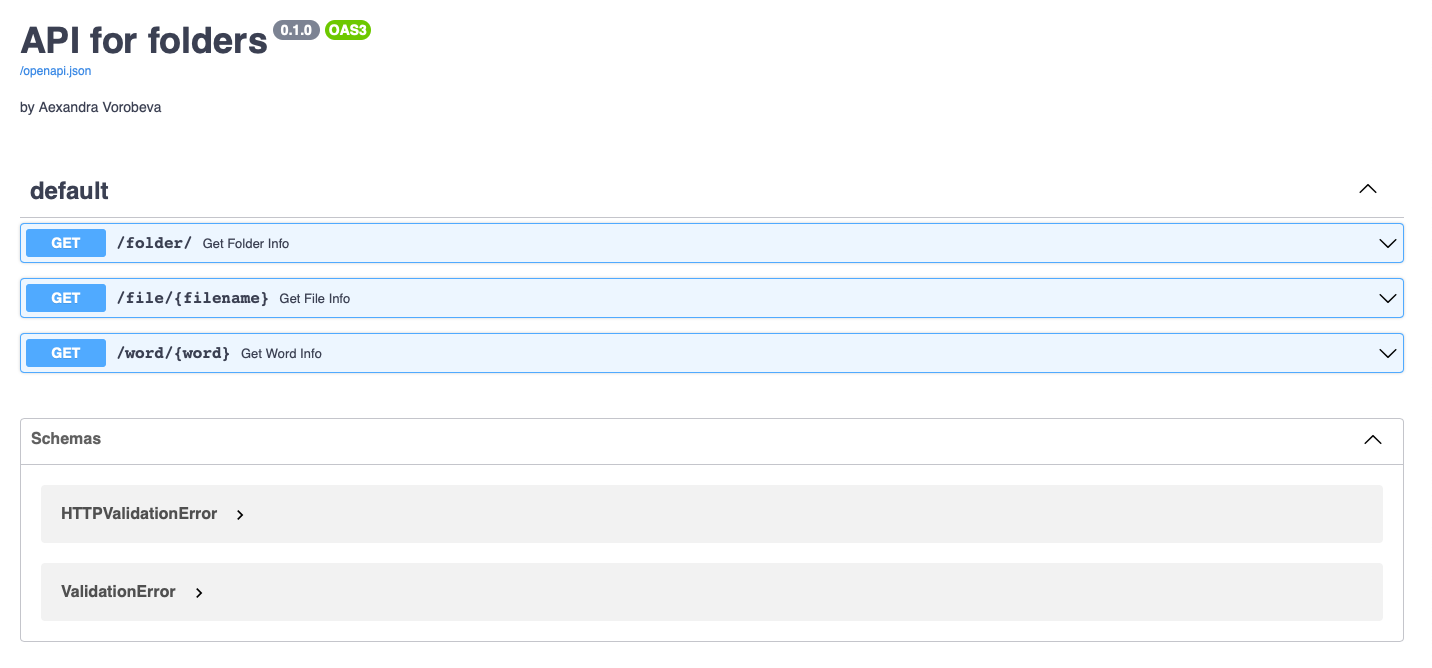 API for folders 0.1.0 OAS3
/openapi.json
by Aexandra Vorobeva
default
GET /folder/ Get Folder Info
GET /file/{filename} Get File Info
GET /word/{word} Get Word Info
Schemas
HTTPValidationError
ValidationError